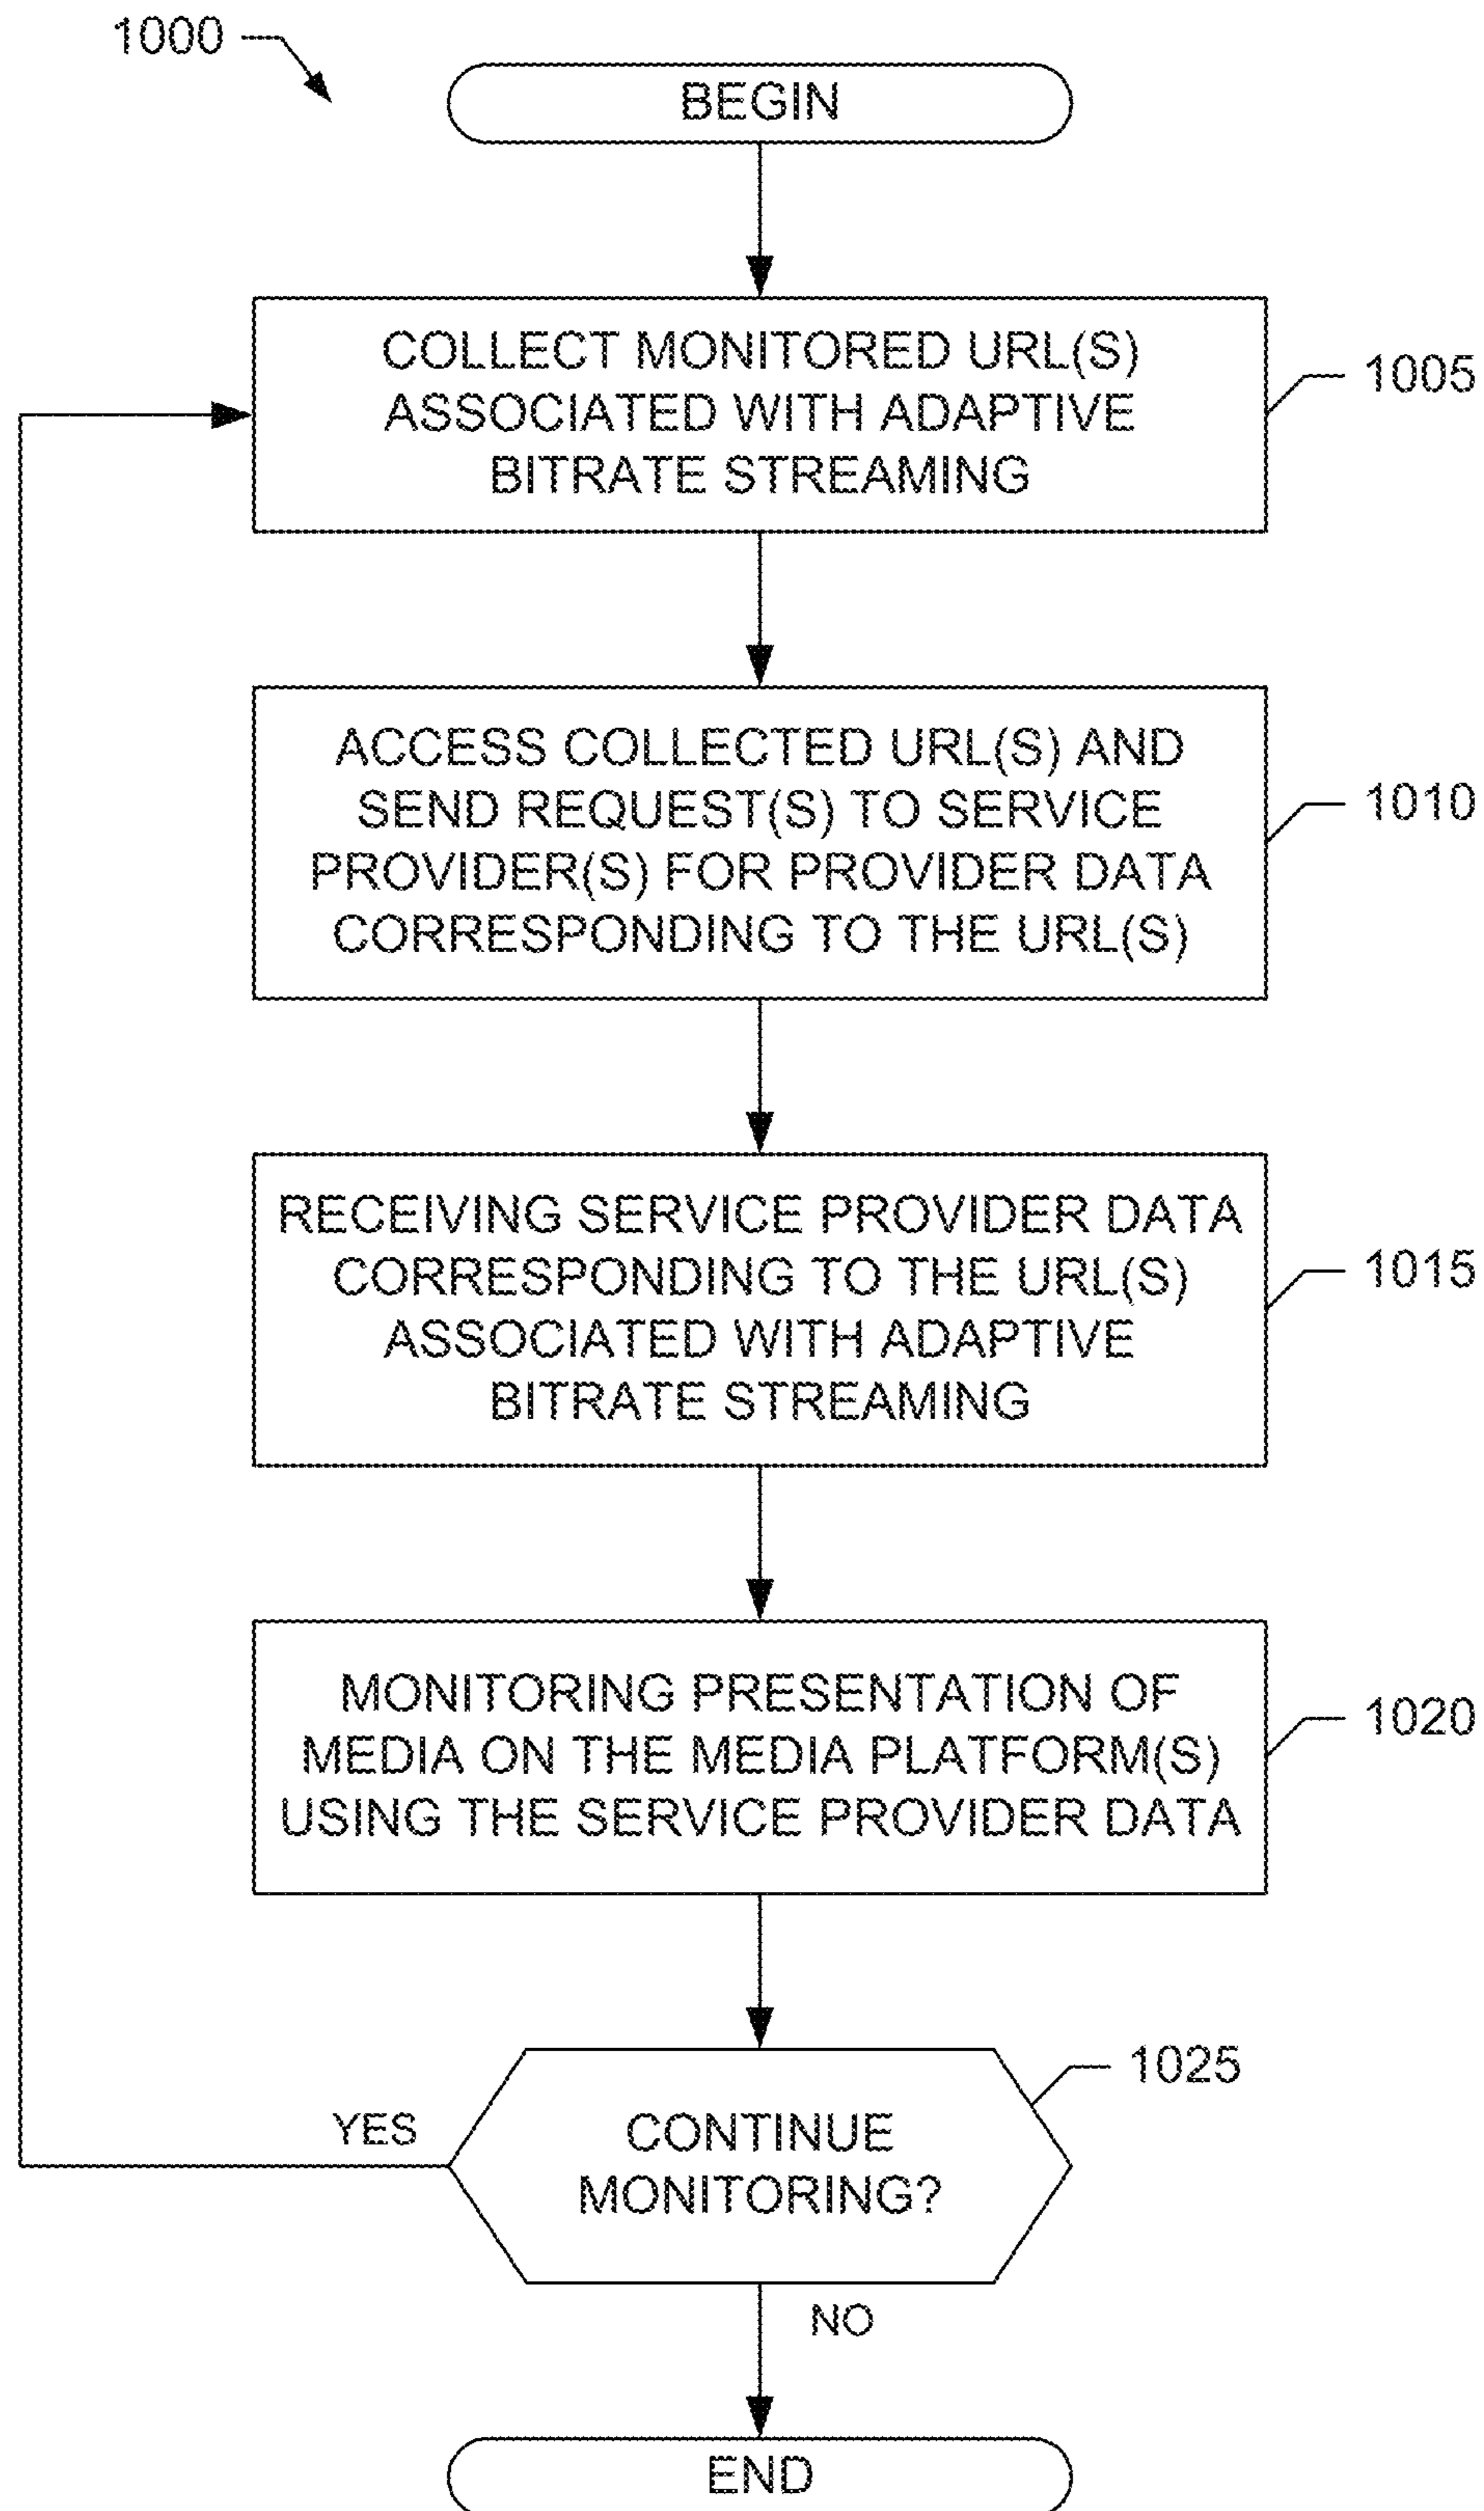 1000
BEGIN
COLLECT MONITORED URL(S)
ASSOCIATED WITH ADAPTIVE
BITRATE STREAMING
1005
ACCESS COLLECTED URL(S) AND
SEND REQUEST(S) TO SERVICE
PROVIDER(S) FOR PROVIDER DATA
CORRESPONDING TO THE URL(S)
1010
RECEIVING SERVICE PROVIDER DATA
CORRESPONDING TO THE URL(S)
ASSOCIATED WITH ADAPTIVE
BITRATE STREAMING
1015
MONITORING PRESENTATION OF
MEDIA ON THE MEDIA PLATFORM(S)
USING THE SERVICE PROVIDER DATA
1020
CONTINUE
MONITORING?
1025
YES
NO
END